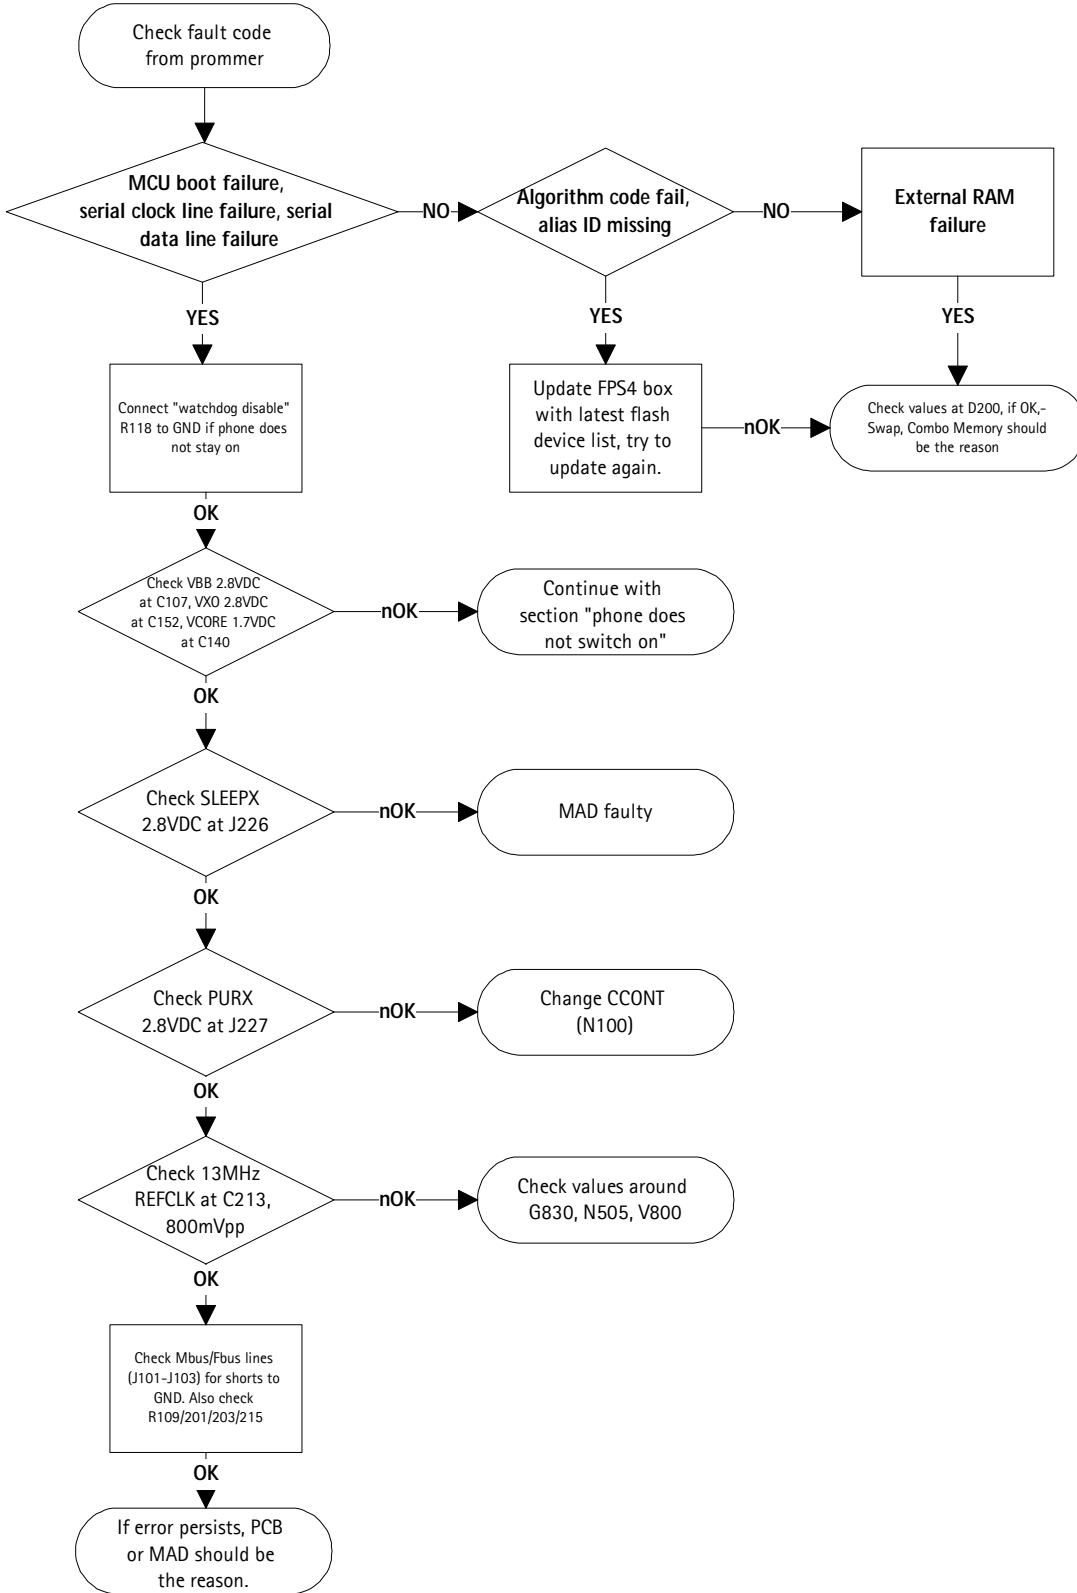 Check fault code
from prommer
MCU boot failure,
serial clock line failure, serial
data line failure
NO
Algorithm code fail,
alias ID missing
NO
External RAM
failure
YES
YES
YES
Connect "watchdog disable"
R118 to GND if phone does
not stay on
Update FPS4 box
with latest flash
device list, try to
update again.
nOK
Check values at D200, if OK,-
Swap, Combo Memory should
be the reason
OK
Check VBB 2.8VDC
at C107, VXO 2.8VDC
at C152, VCORE 1.7VDC
at C140
nOK
Continue with
section "phone does
not switch on"
OK
Check SLEEPX
2.8VDC at J226
nOK
MAD faulty
OK
Check PURX
2.8VDC at J227
nOK
Change CCONT
(N100)
OK
Check 13MHz
REFCLK at C213,
800mVpp
nOK
Check values around
G830, N505, V800
OK
Check Mbus/Fbus lines
(J101-J103) for shorts to
GND. Also check
R109/201/203/215
OK
If error persists, PCB
or MAD should be
the reason.